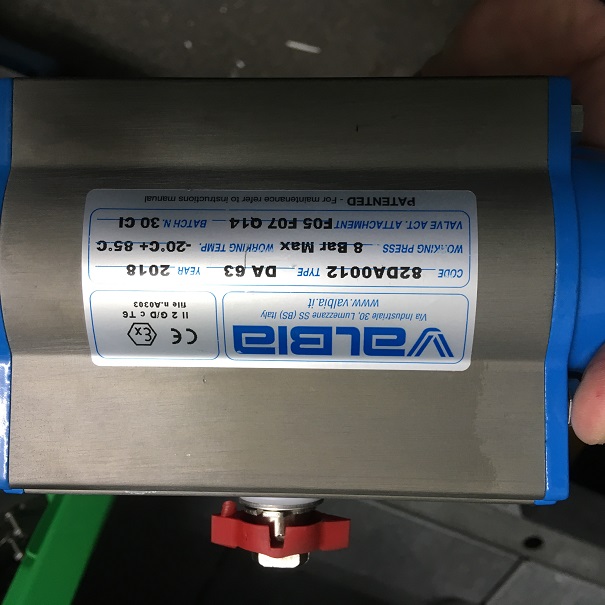 VALBIA
Via Industriale 30, Lumezzane SS (BS) Italy
www.valbia.it
CE Ex
II 2 G/D c T6
file n.A0303
CODE 82DA0012 TYPE DA 63 YEAR 2018
WORKING PRESS. 8 Bar Max WORKING TEMP. -20°C+ 85°C
VALVE ACT. ATTACHMENT F05 F07 Q14 BATCH N. 30 CI
PATENTED - For maintenance refer to instructions manual